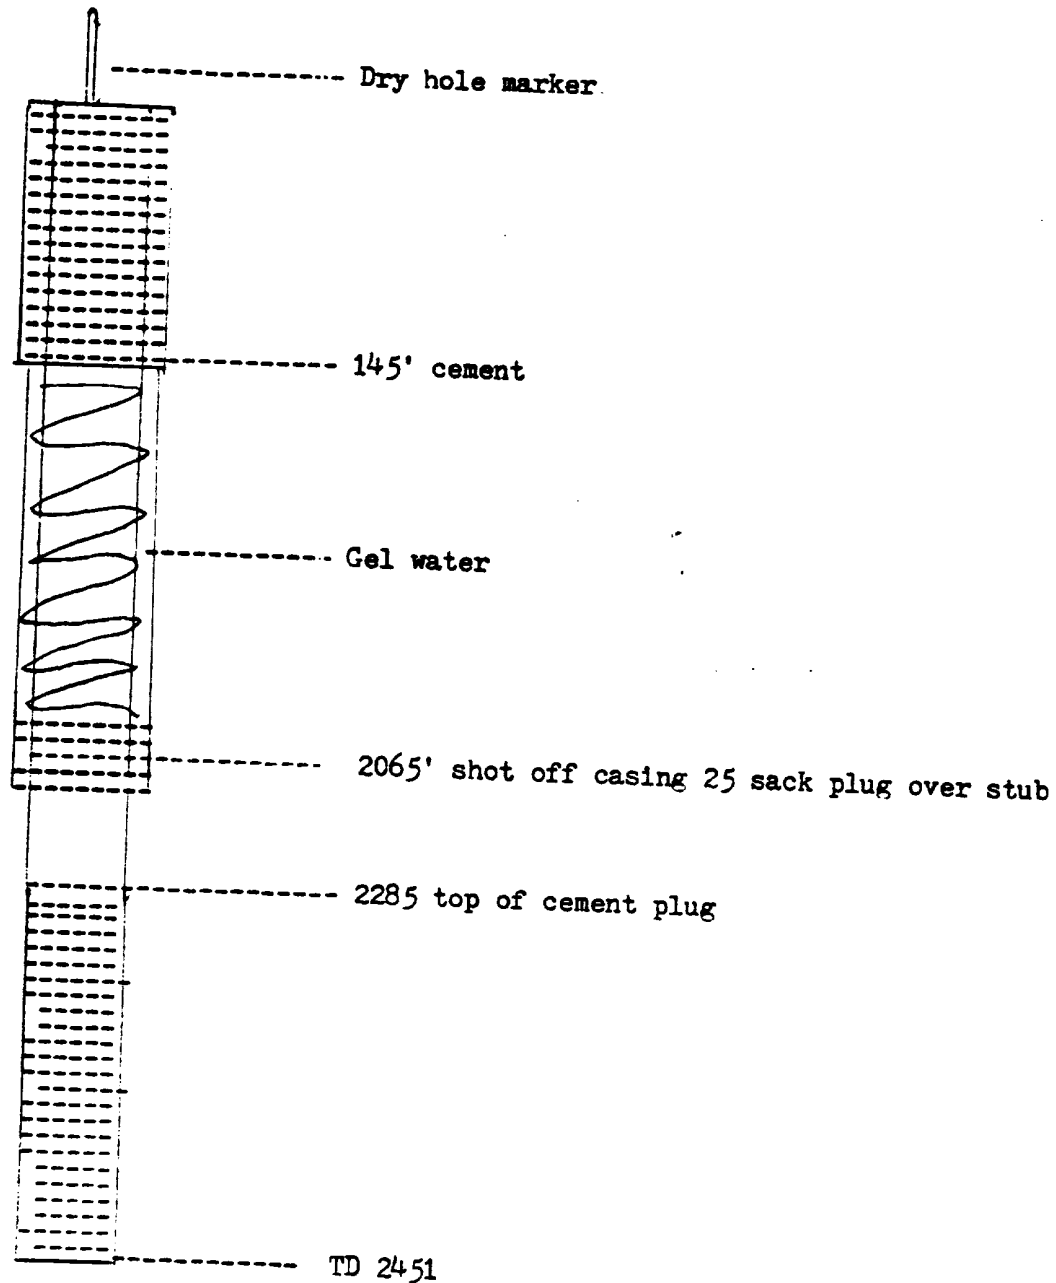 Dry hole marker
145' cement
Gel water
2065' shot off casing 25 sack plug over stub
2285 top of cement plug
TD 2451